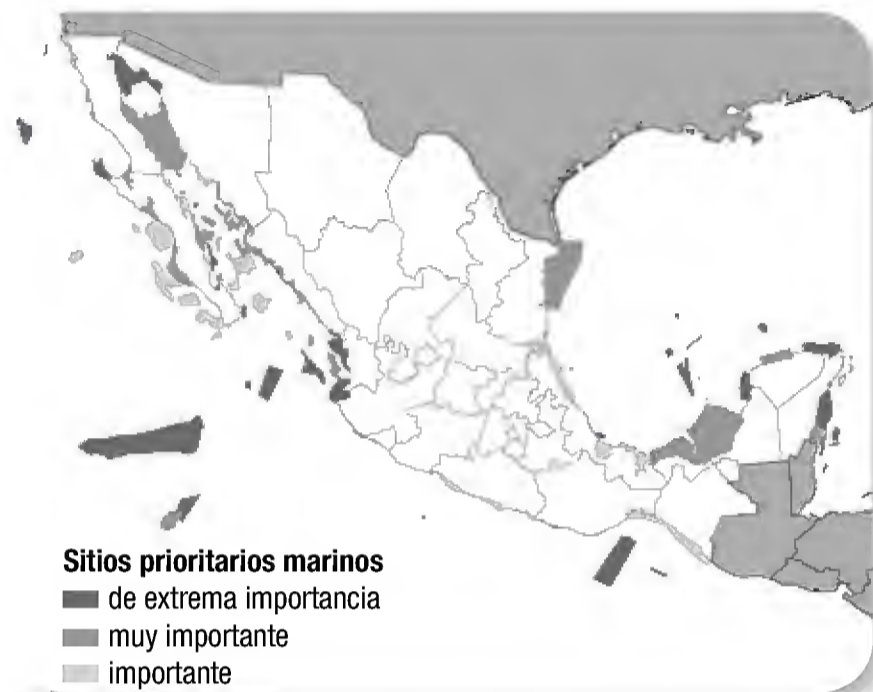 Sitios prioritarios marinos
de extrema importancia
muy importante
importante